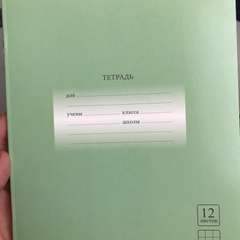 ТЕТРАДЬ
для
учени класса
школы
12
листов